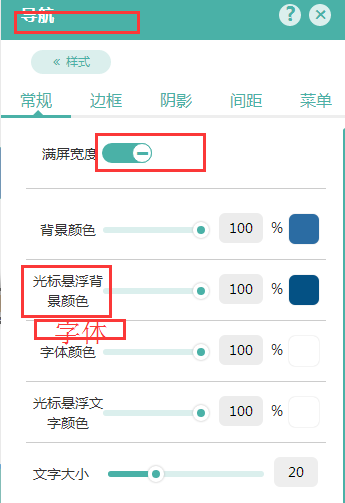 导航 ? ×
« 样式
常规 边框 阴影 间距 菜单
满屏宽度
背景颜色 100 %
光标悬浮背
景颜色 100 %
字体
字体颜色 100 %
光标悬浮文
字颜色 100 %
文字大小 20